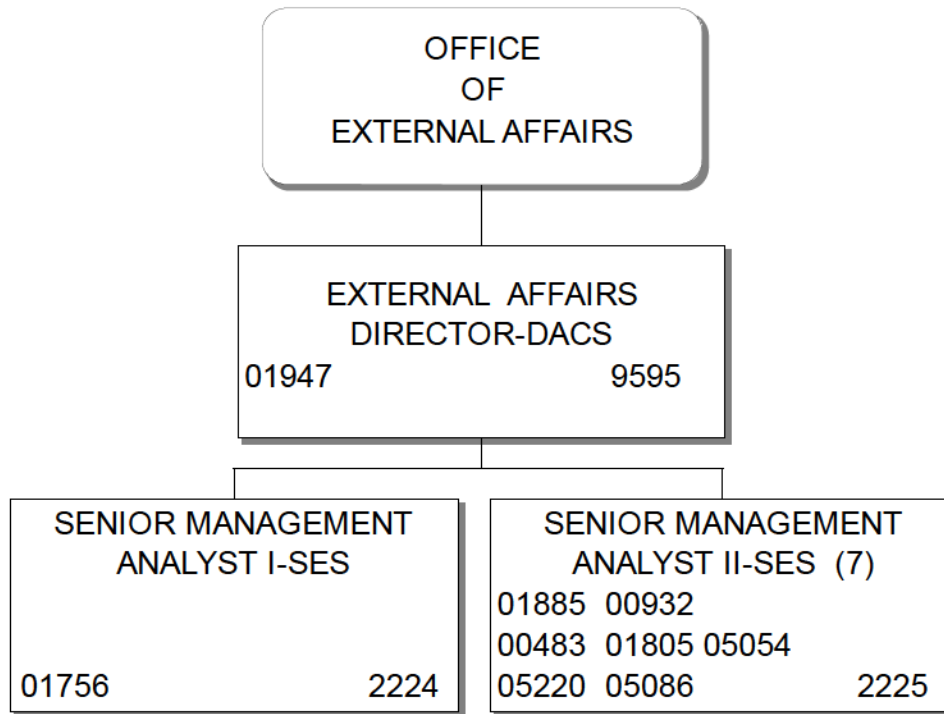 OFFICE
OF
EXTERNAL AFFAIRS
EXTERNAL AFFAIRS
DIRECTOR-DACS
01947 9595
SENIOR MANAGEMENT
ANALYST I-SES
01756 2224
SENIOR MANAGEMENT
ANALYST II-SES (7)
01885 00932
00483 01805 05054
05220 05086 2225